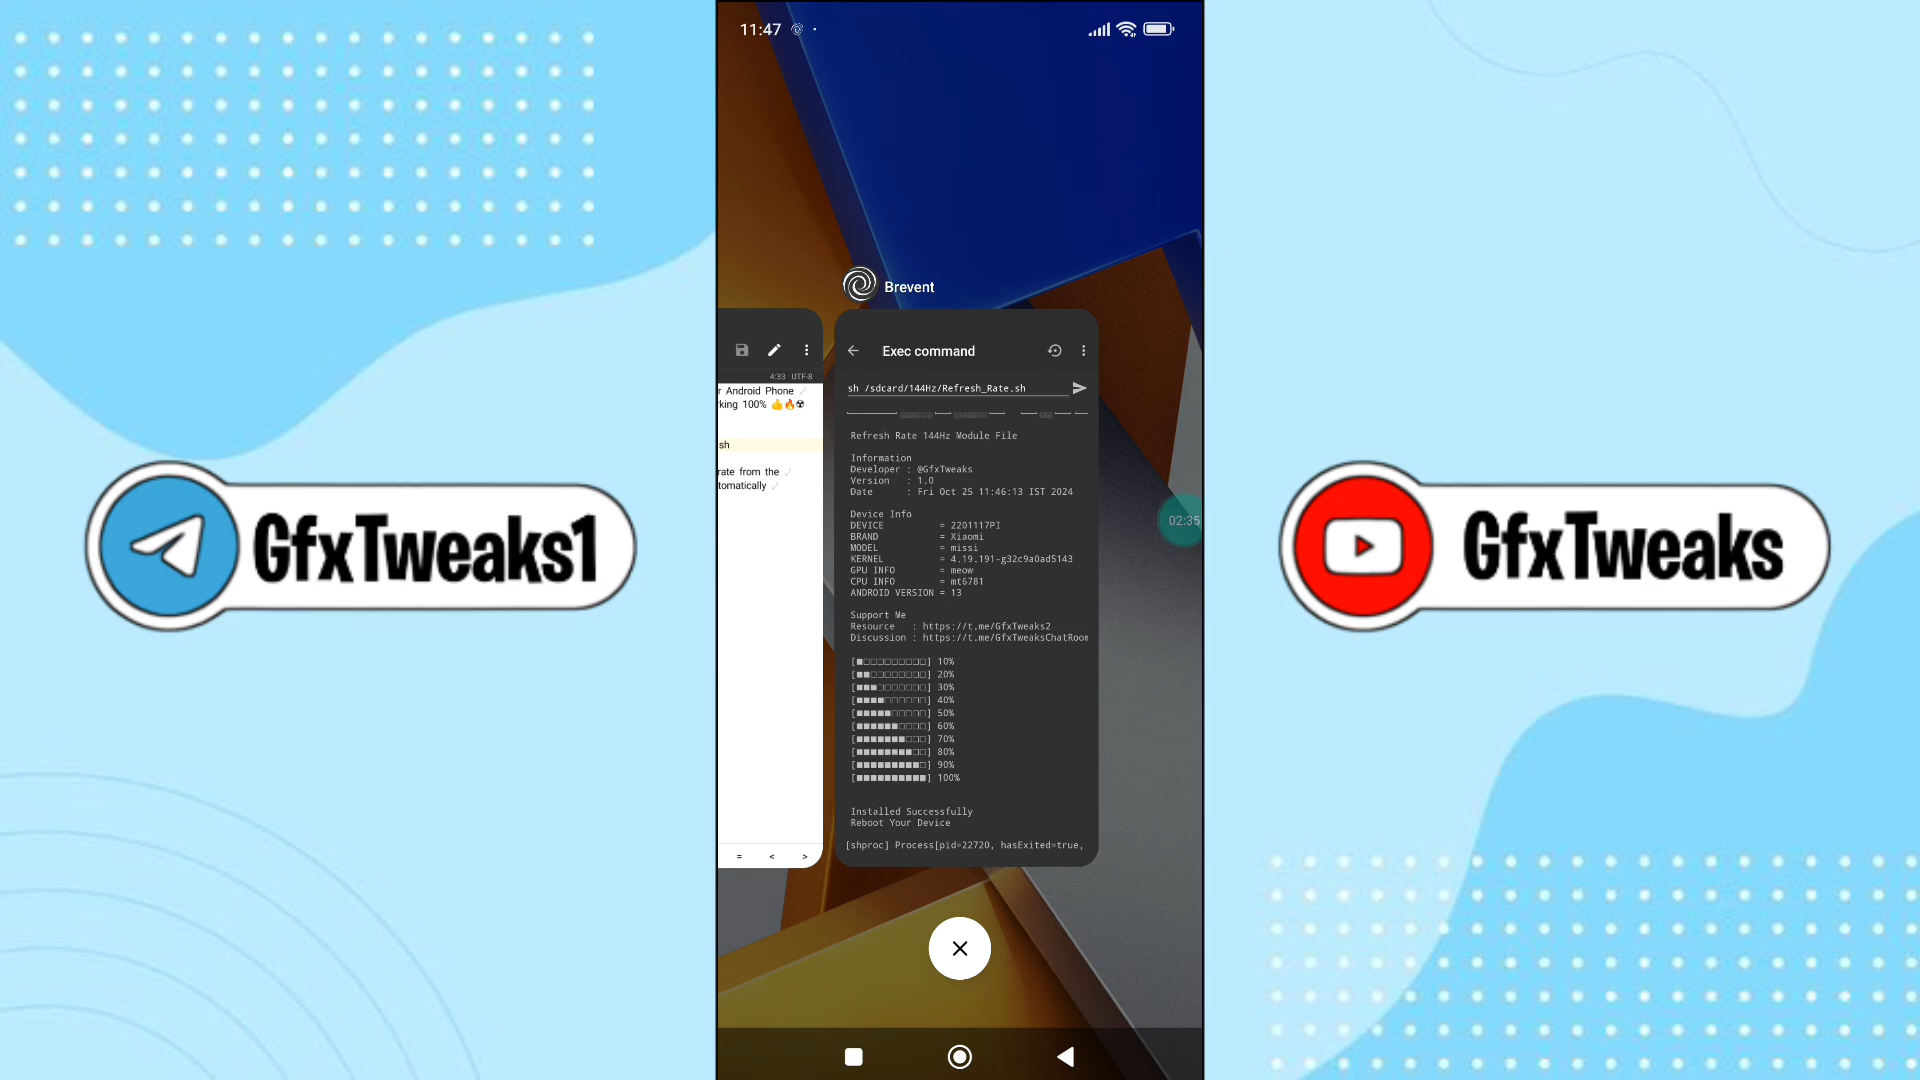 11:47
Brevent
4:33 UTF-8
r Android Phone
rking 100% 👍🔥☢
sh
rate from the
tomatically
= < >
Exec command
sh /sdcard/144Hz/Refresh_Rate.sh
Refresh Rate 144Hz Module File
Information
Developer : @GfxTweaks
Version : 1.0
Date : Fri Oct 25 11:46:13 IST 2024
Device Info
DEVICE = 2201117PI
BRAND = Xiaomi
MODEL = missi
KERNEL = 4.19.191-g32c9a0ad5143
GPU INFO = meow
CPU INFO = mt6781
ANDROID VERSION = 13
Support Me
Resource : https://t.me/GfxTweaks2
Discussion : https://t.me/GfxTweaksChatRoom
[■□□□□□□□□□] 10%
[■■□□□□□□□□] 20%
[■■■□□□□□□□] 30%
[■■■■□□□□□□] 40%
[■■■■■□□□□□] 50%
[■■■■■■□□□□] 60%
[■■■■■■■□□□] 70%
[■■■■■■■■□□] 80%
[■■■■■■■■■□] 90%
[■■■■■■■■■■] 100%
Installed Successfully
Reboot Your Device
[shproc] Process[pid=22720, hasExited=true,
02:35
GfxTweaks1
GfxTweaks